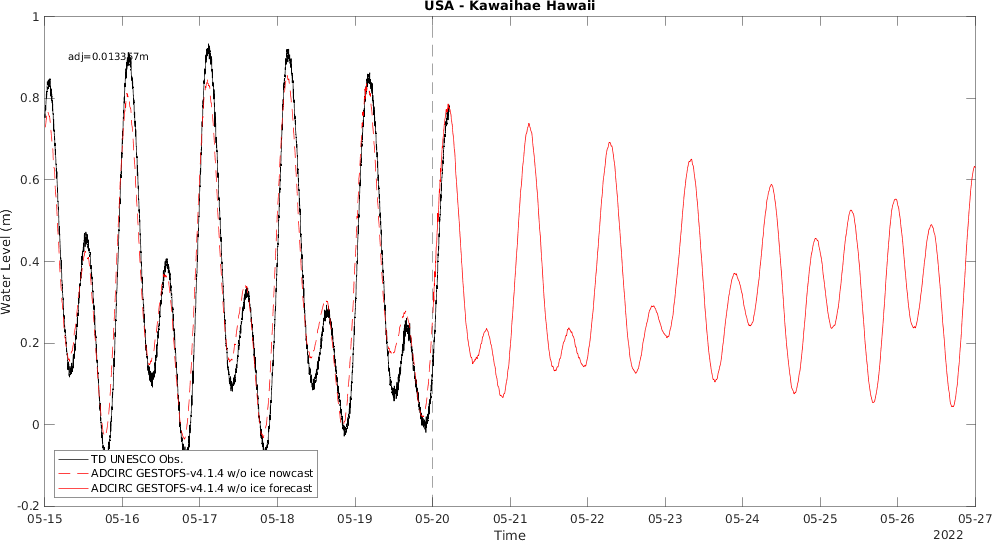 USA - Kawaihae Hawaii
1
adj=0.013357m
0.8
0.6
0.4
0.2
0
-0.2
Water Level (m)
TD UNESCO Obs.
ADCIRC GESTOFS-v4.1.4 w/o ice nowcast
ADCIRC GESTOFS-v4.1.4 w/o ice forecast
05-15 05-16 05-17 05-18 05-19 05-20 05-21 05-22 05-23 05-24 05-25 05-26 05-27
Time
2022